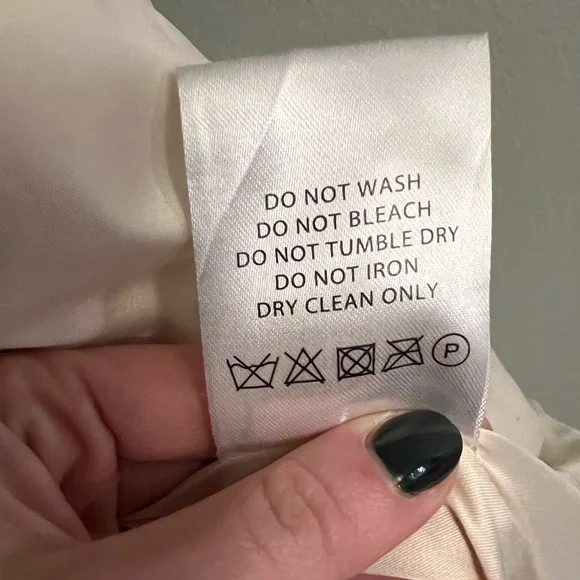 DO NOT WASH
DO NOT BLEACH
DO NOT TUMBLE DRY
DO NOT IRON
DRY CLEAN ONLY
P